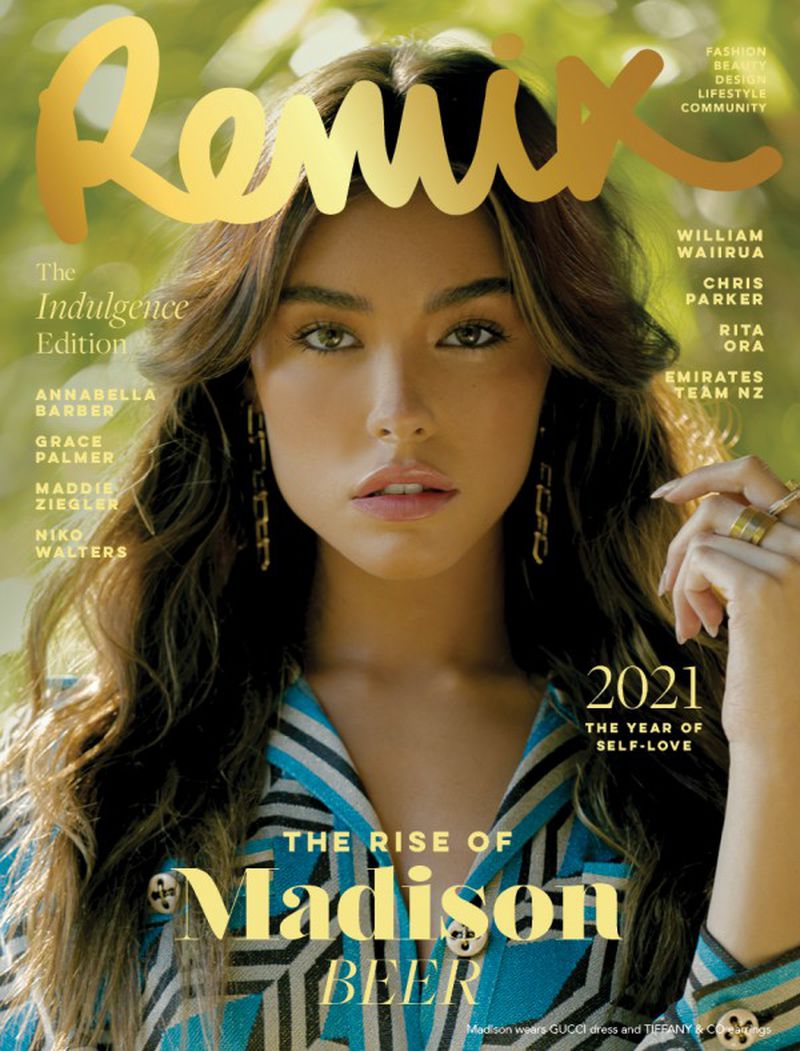 Remix
FASHION
BEAUTY
DESIGN
LIFESTYLE
COMMUNITY
The
Indulgence
Edition
ANNABELLA
BARBER
GRACE
PALMER
MADDIE
ZIEGLER
NIKO
WALTERS
WILLIAM
WAIIRUA
CHRIS
PARKER
RITA
ORA
EMIRATES
TEAM NZ
2021
THE YEAR OF
SELF-LOVE
THE RISE OF
Madison
BEER
Madison wears GUCCI dress and TIFFANY & CO earrings